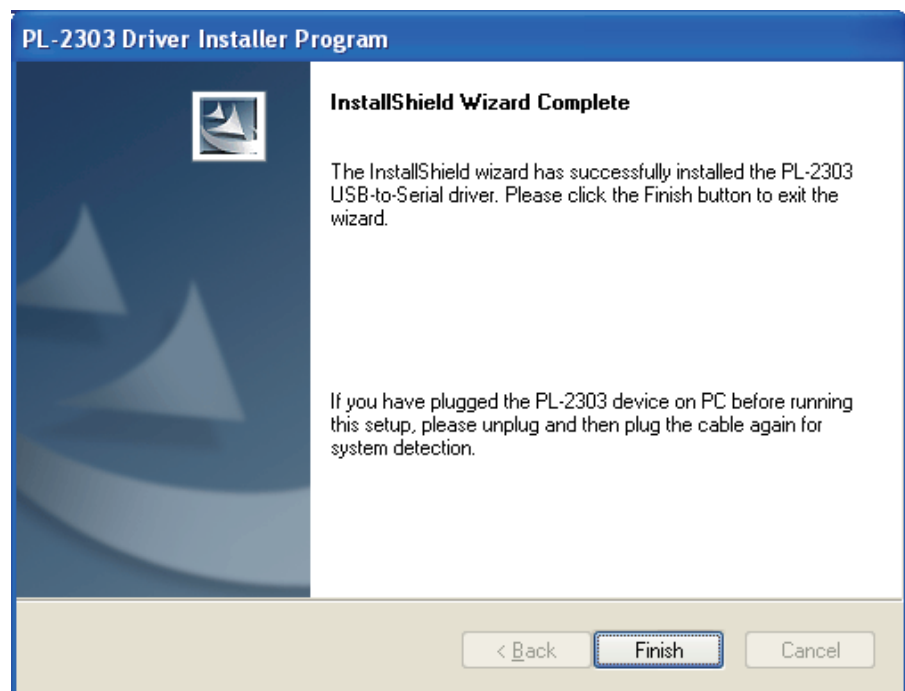 PL-2303 Driver Installer Program
InstallShield Wizard Complete
The InstallShield wizard has successfully installed the PL-2303
USB-to-Serial driver. Please click the Finish button to exit the
wizard.
If you have plugged the PL-2303 device on PC before running
this setup, please unplug and then plug the cable again for
system detection.
< Back
Finish
Cancel